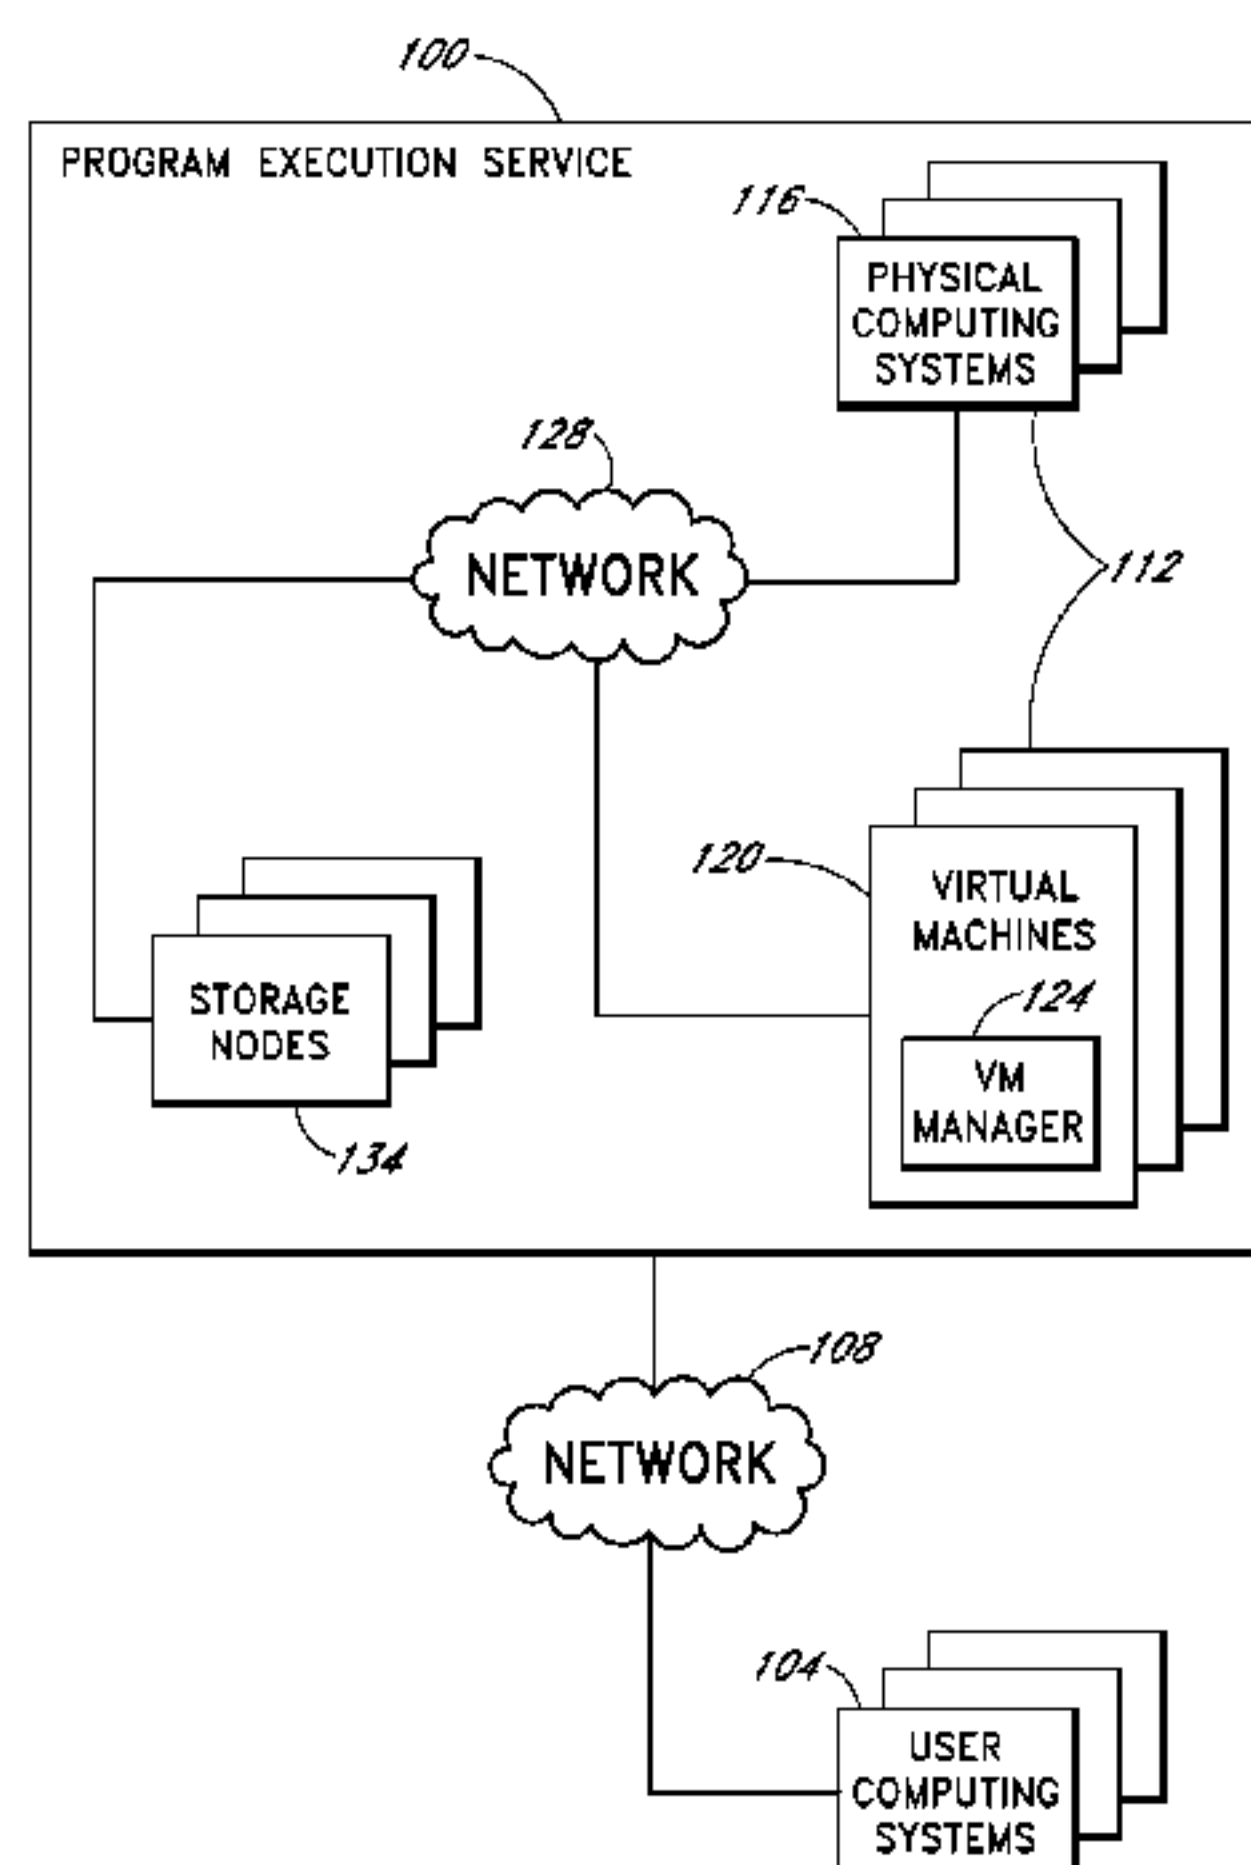 100
PROGRAM EXECUTION SERVICE
116
PHYSICAL
COMPUTING
SYSTEMS
128
NETWORK
112
120
VIRTUAL
MACHINES
124
VM
MANAGER
STORAGE
NODES
134
108
NETWORK
104
USER
COMPUTING
SYSTEMS